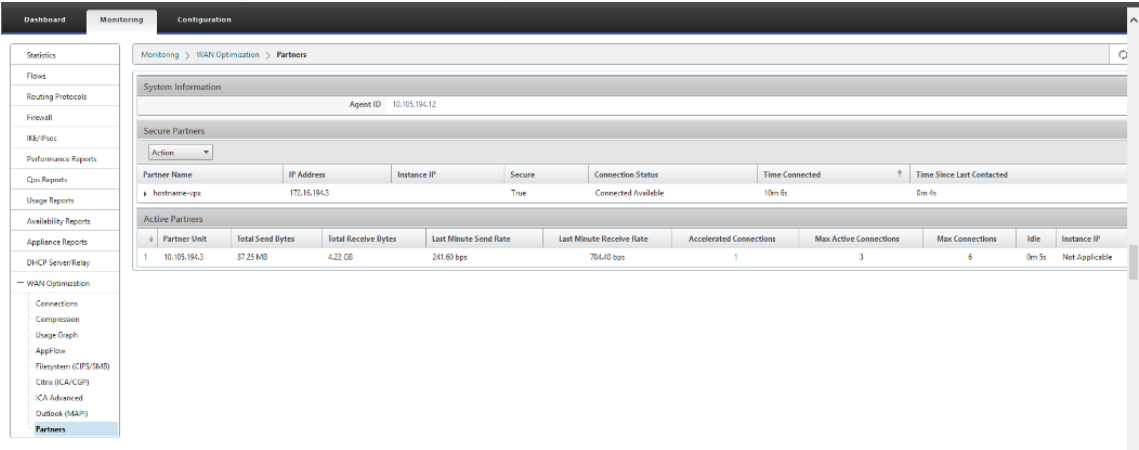 Dashboard Monitoring Configuration
Statistics
Flows
Routing Protocols
Firewall
IKE/IPsec
Performance Reports
Qos Reports
Usage Reports
Availability Reports
Appliance Reports
DHCP Server/Relay
WAN Optimization
Connections
Compression
Usage Graph
AppFlow
Filesystem (CIFS/SMB)
Citrix (ICA/CGP)
ICA Advanced
Outlook (MAPI)
Partners
Monitoring > WAN Optimization > Partners
System Information
Agent ID 10.105.194.12
Secure Partners
Action
Partner Name IP Address Instance IP Secure Connection Status Time Connected Time Since Last Contacted
hostname-vpx 172.16.194.3 True Connected Available 10m 6s 0m 4s
Active Partners
Partner Unit Total Send Bytes Total Receive Bytes Last Minute Send Rate Last Minute Receive Rate Accelerated Connections Max Active Connections Max Connections Idle Instance IP
1 10.105.194.3 87.25 MB 4.22 GB 241.60 bps 704.40 bps 1 3 6 0m 5s Not Applicable